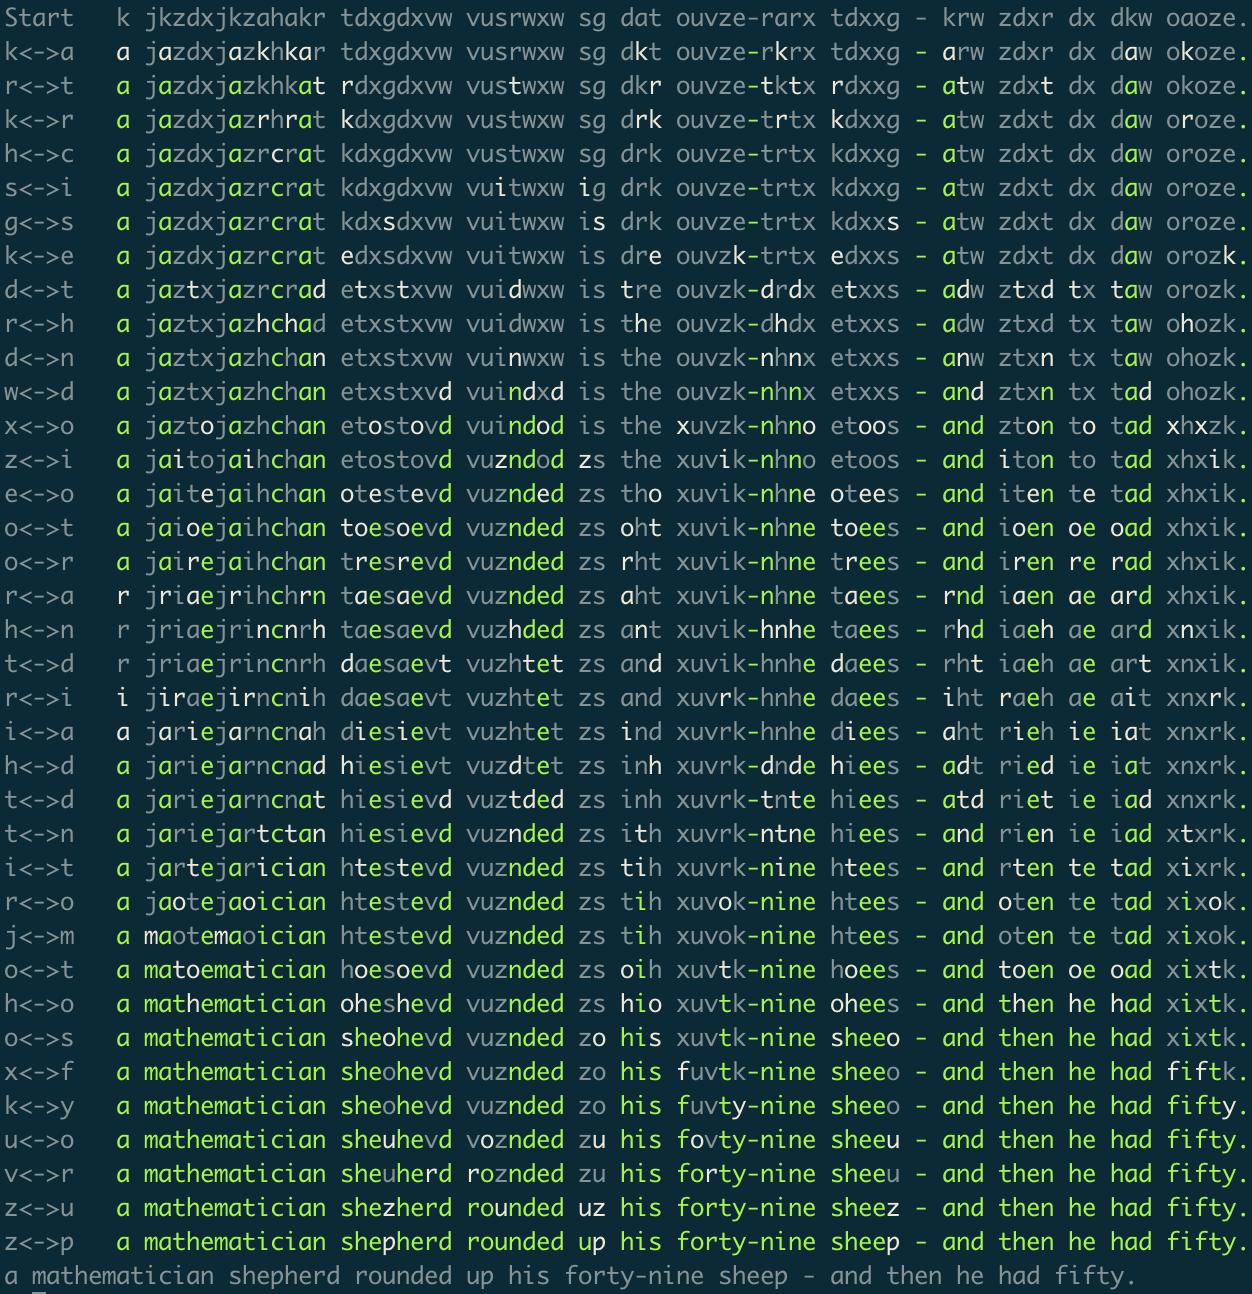 Start k jkzdxjkzahakr tdxgdxvw vusrwxw sg dat ouvze-rarx tdxxg - krw zdxr dx dkw oaoze.
k<->a a jazdxjazkhkar tdxgdxvw vusrwxw sg dkt ouvze-rkrx tdxxg - arw zdxr dx daw okoze.
r<->t a jazdxjazkhkat rdxgdxvw vustwxw sg dkr ouvze-tktx rdxxg - atw zdxt dx daw okoze.
k<->r a jazdxjazrhrat kdxgdxvw vustwxw sg drk ouvze-trtx kdxxg - atw zdxt dx daw oroze.
h<->c a jazdxjazrcrat kdxgdxvw vustwxw sg drk ouvze-trtx kdxxg - atw zdxt dx daw oroze.
s<->i a jazdxjazrcrat kdxgdxvw vuitwxw ig drk ouvze-trtx kdxxg - atw zdxt dx daw oroze.
g<->s a jazdxjazrcrat kdxsdxvw vuitwxw is drk ouvze-trtx kdxxs - atw zdxt dx daw oroze.
k<->e a jazdxjazrcrat edxsdxvw vuitwxw is dre ouvzk-trtx edxxs - atw zdxt dx daw orozk.
d<->t a jaztxjazrcrad etxstxvw vuidwxw is tre ouvzk-drdx etxxs - adw ztxd tx taw orozk.
r<->h a jaztxjazhchad etxstxvw vuidwxw is the ouvzk-dhdx etxxs - adw ztxd tx taw ohozk.
d<->n a jaztxjazhchan etxstxvw vuinwxw is the ouvzk-nhnx etxxs - anw ztxn tx taw ohozk.
w<->d a jaztxjazhchan etxstxvd vuindxd is the ouvzk-nhnx etxxs - and ztxn tx tad ohozk.
x<->o a jaztojazhchan etostovd vuindod is the xuvzk-nhno etoos - and zton to tad xhxzk.
z<->i a jaitojaihchan etostovd vuzndod zs the xuvik-nhno etoos - and iton to tad xhxik.
e<->o a jaitejaihchan otestevd vuznded zs tho xuvik-nhne otees - and iten te tad xhxik.
o<->t a jaioejaihchan toesoevd vuznded zs oht xuvik-nhne toees - and ioen oe oad xhxik.
o<->r a jairejaihchan tresrevd vuznded zs rht xuvik-nhne trees - and iren re rad xhxik.
r<->a r jriaejrihchrn taesaevd vuznded zs aht xuvik-nhne taees - rnd iaen ae ard xhxik.
h<->n r jriaejrincnrh taesaevd vuzhded zs ant xuvik-hnhe taees - rhd iaeh ae ard xnxik.
t<->d r jriaejrincnrh daesaevt vuzhtet zs and xuvik-hnhe daees - rht iaeh ae art xnxik.
r<->i i jiraejirncnih daesaevt vuzhtet zs and xuvrk-hnhe daees - iht raeh ae ait xnxrk.
i<->a a jariejarncnah diesievt vuzhtet zs ind xuvrk-hnhe diees - aht rieh ie iat xnxrk.
h<->d a jariejarncnad hiesievt vuzdtet zs inh xuvrk-dnde hiees - adt ried ie iat xnxrk.
t<->d a jariejarncnat hiesievd vuztded zs inh xuvrk-tnte hiees - atd riet ie iad xnxrk.
t<->n a jariejartctan hiesievd vuznded zs ith xuvrk-ntne hiees - and rien ie iad xtxrk.
i<->t a jartejarician htestevd vuznded zs tih xuvrk-nine htees - and rten te tad xixrk.
r<->o a jaotejaoician htestevd vuznded zs tih xuvok-nine htees - and oten te tad xixok.
j<->m a maotemaoician htestevd vuznded zs tih xuvok-nine htees - and oten te tad xixok.
o<->t a matoematician hoesoevd vuznded zs oih xuvtk-nine hoees - and toen oe oad xixtk.
h<->o a mathematician oheshevd vuznded zs hio xuvtk-nine ohees - and then he had xixtk.
o<->s a mathematician sheohevd vuznded zo his xuvtk-nine sheeo - and then he had xixtk.
x<->f a mathematician sheohevd vuznded zo his fuvtk-nine sheeo - and then he had fiftk.
k<->y a mathematician sheohevd vuznded zo his fuvty-nine sheeo - and then he had fifty.
u<->o a mathematician sheuhevd voznded zu his fovty-nine sheeu - and then he had fifty.
v<->r a mathematician sheuherd roznded zu his forty-nine sheeu - and then he had fifty.
z<->u a mathematician shezherd rounded uz his forty-nine sheez - and then he had fifty.
z<->p a mathematician shepherd rounded up his forty-nine sheep - and then he had fifty.
a mathematician shepherd rounded up his forty-nine sheep - and then he had fifty.